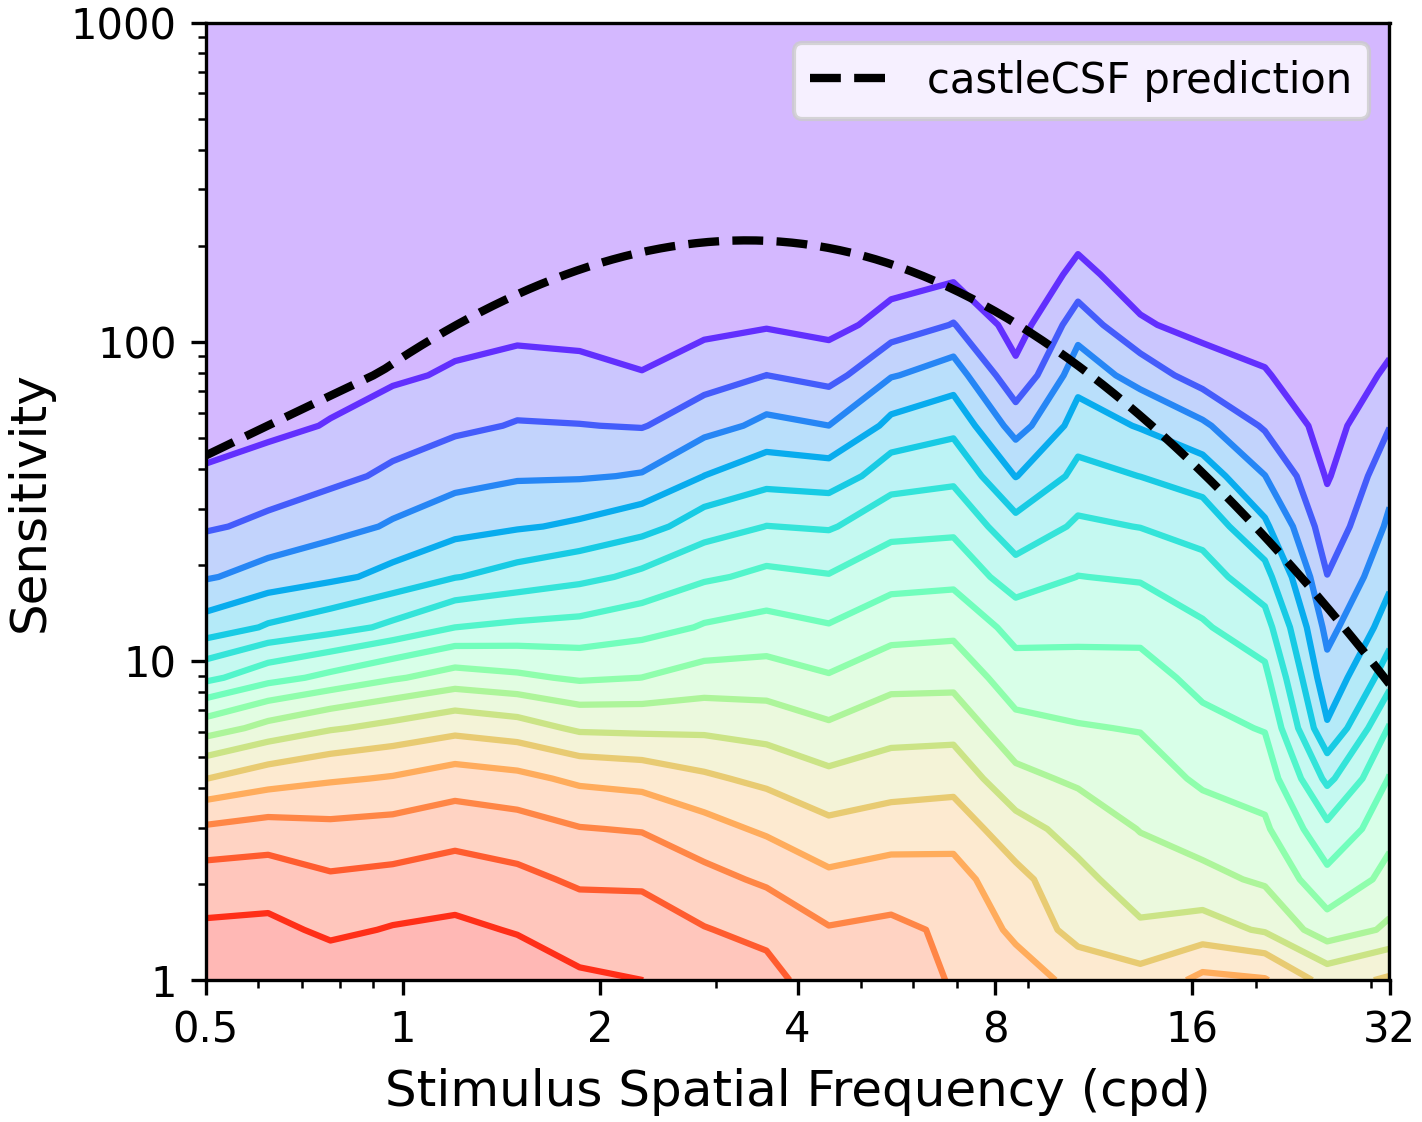 1000
100
10
1
Sensitivity
castleCSF prediction
0.5 1 2 4 8 16 32
Stimulus Spatial Frequency (cpd)